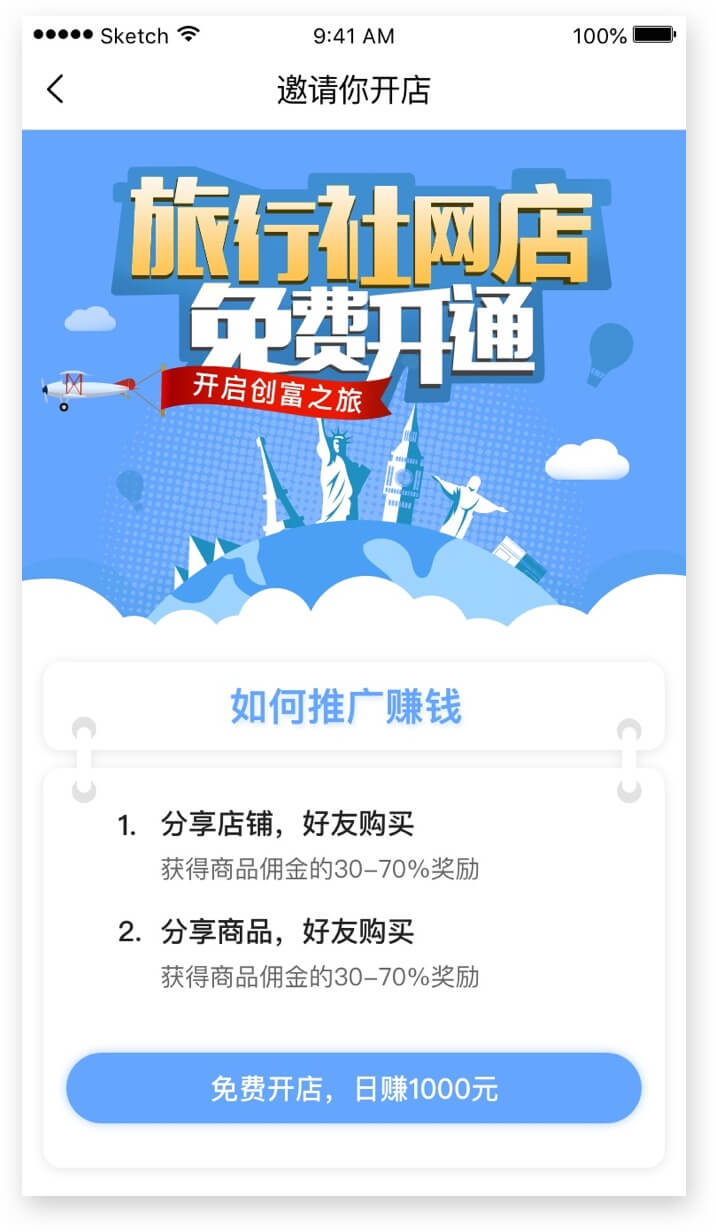 Sketch 9:41 AM 100%
邀请你开店
旅行社网店
免费开通
开启创富之旅
如何推广赚钱
1. 分享店铺，好友购买
获得商品佣金的30-70%奖励
2. 分享商品，好友购买
获得商品佣金的30-70%奖励
免费开店，日赚1000元